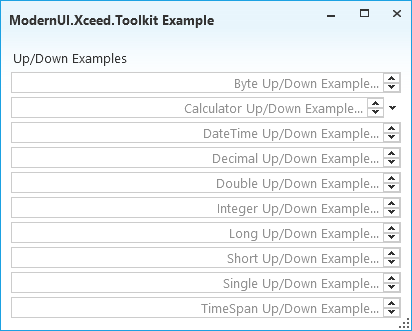 ModernUI.Xceed.Toolkit Example
Up/Down Examples
Byte Up/Down Example...
Calculator Up/Down Example...
DateTime Up/Down Example...
Decimal Up/Down Example...
Double Up/Down Example...
Integer Up/Down Example...
Long Up/Down Example...
Short Up/Down Example...
Single Up/Down Example...
TimeSpan Up/Down Example...